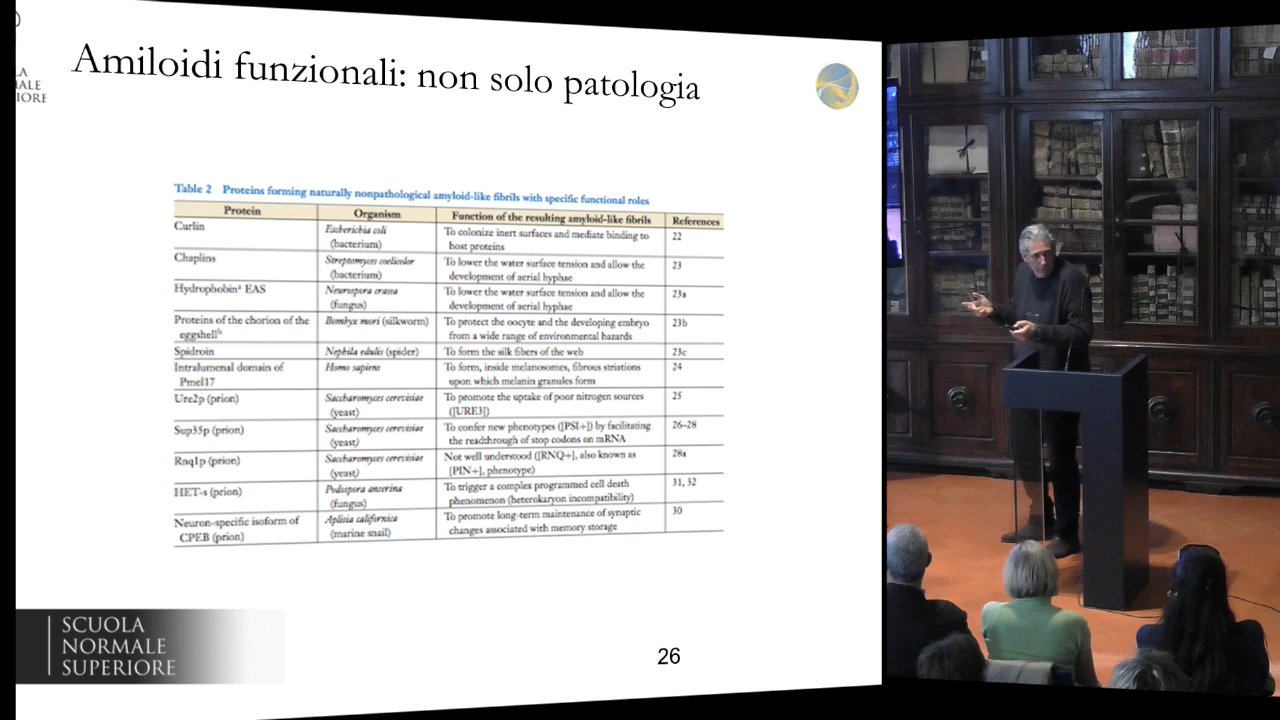 Amiloidi funzionali: non solo patologia
LA
MALE
IORE
Table 2 Proteins forming naturally nonpathological amyloid-like fibrils with specific functional roles
Protein Organism Function of the resulting amyloid-like fibrils References
Curlin Escherichia coli To colonize inert surfaces and mediate binding to 22
(bacterium) host proteins
Chaplins Streptomyces coelicolor To lower the water surface tension and allow the 23
(bacterium) development of aerial hyphae
Hydrophobinᵃ EAS Neurospora crassa To lower the water surface tension and allow the 23a
(fungus) development of aerial hyphae
Proteins of the chorion of the Bombyx mori (silkworm) To protect the oocyte and the developing embryo 23b
eggshellᵇ from a wide range of environmental hazards
Spidroin Nephila edulis (spider) To form the silk fibers of the web 23c
Intralumenal domain of Homo sapiens To form, inside melanosomes, fibrous striations 24
Pmel17 upon which melanin granules form
Ure2p (prion) Saccharomyces cerevisiae To promote the uptake of poor nitrogen sources 25
(yeast) ([URE3])
Sup35p (prion) Saccharomyces cerevisiae To confer new phenotypes ([PSI+]) by facilitating 26–28
(yeast) the readthrough of stop codons on mRNA
Rnq1p (prion) Saccharomyces cerevisiae Not well understood ([RNQ+], also known as 28a
(yeast) [PIN+], phenotype)
HET-s (prion) Podospora anserina To trigger a complex programmed cell death 31, 32
(fungus) phenomenon (heterokaryon incompatibility)
Neuron-specific isoform of Aplisia californica To promote long-term maintenance of synaptic 30
CPEB (prion) (marine snail) changes associated with memory storage
SCUOLA
NORMALE
SUPERIORE
26